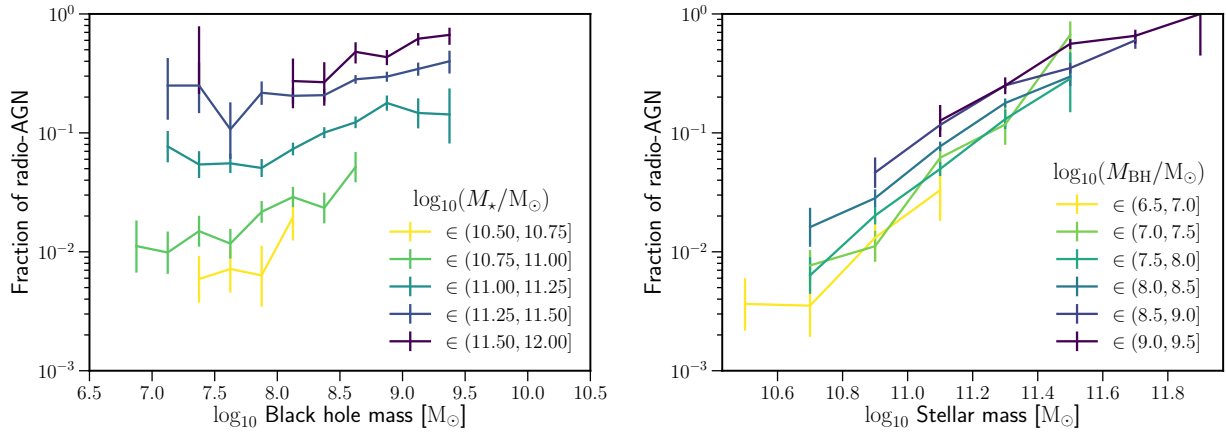 10⁰
10⁻¹
10⁻²
10⁻³
Fraction of radio-AGN
log₁₀(M⋆/M⊙)
∈ (10.50, 10.75]
∈ (10.75, 11.00]
∈ (11.00, 11.25]
∈ (11.25, 11.50]
∈ (11.50, 12.00]
6.5 7.0 7.5 8.0 8.5 9.0 9.5 10.0 10.5
log₁₀ Black hole mass [M⊙]
10⁰
10⁻¹
10⁻²
10⁻³
Fraction of radio-AGN
log₁₀(M_BH/M⊙)
∈ (6.5, 7.0]
∈ (7.0, 7.5]
∈ (7.5, 8.0]
∈ (8.0, 8.5]
∈ (8.5, 9.0]
∈ (9.0, 9.5]
10.6 10.8 11.0 11.2 11.4 11.6 11.8
log₁₀ Stellar mass [M⊙]